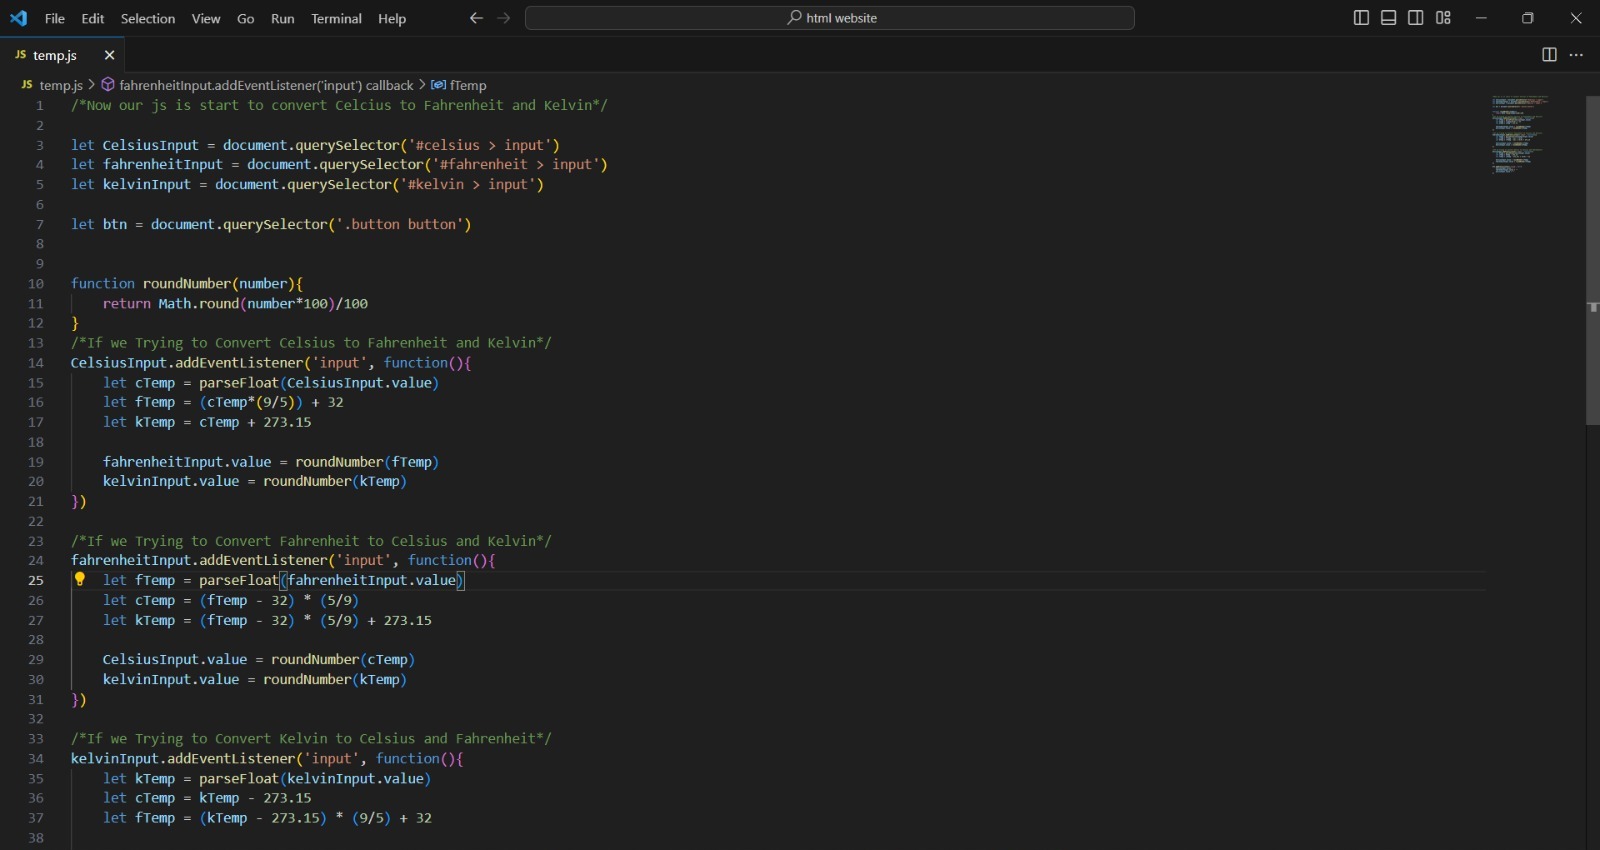 File Edit Selection View Go Run Terminal Help html website
JS temp.js
JS temp.js > fahrenheitInput.addEventListener('input') callback > fTemp
1 /*Now our js is start to convert Celcius to Fahrenheit and Kelvin*/
2
3 let CelsiusInput = document.querySelector('#celsius > input')
4 let fahrenheitInput = document.querySelector('#fahrenheit > input')
5 let kelvinInput = document.querySelector('#kelvin > input')
6
7 let btn = document.querySelector('.button button')
8
9
10 function roundNumber(number){
11     return Math.round(number*100)/100
12 }
13 /*If we Trying to Convert Celsius to Fahrenheit and Kelvin*/
14 CelsiusInput.addEventListener('input', function(){
15     let cTemp = parseFloat(CelsiusInput.value)
16     let fTemp = (cTemp*(9/5)) + 32
17     let kTemp = cTemp + 273.15
18
19     fahrenheitInput.value = roundNumber(fTemp)
20     kelvinInput.value = roundNumber(kTemp)
21 })
22
23 /*If we Trying to Convert Fahrenheit to Celsius and Kelvin*/
24 fahrenheitInput.addEventListener('input', function(){
25     let fTemp = parseFloat(fahrenheitInput.value)
26     let cTemp = (fTemp - 32) * (5/9)
27     let kTemp = (fTemp - 32) * (5/9) + 273.15
28
29     CelsiusInput.value = roundNumber(cTemp)
30     kelvinInput.value = roundNumber(kTemp)
31 })
32
33 /*If we Trying to Convert Kelvin to Celsius and Fahrenheit*/
34 kelvinInput.addEventListener('input', function(){
35     let kTemp = parseFloat(kelvinInput.value)
36     let cTemp = kTemp - 273.15
37     let fTemp = (kTemp - 273.15) * (9/5) + 32
38